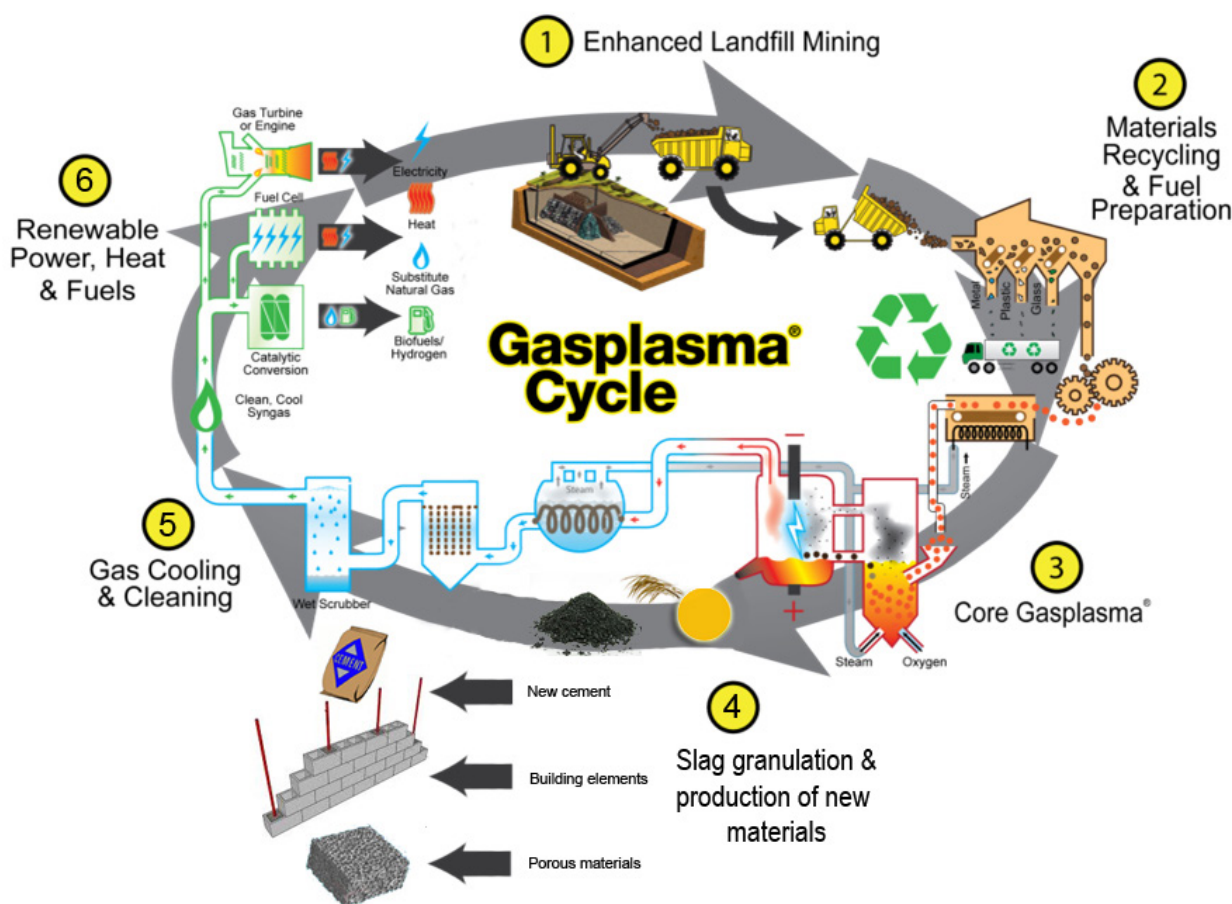 1
Enhanced Landfill Mining
2
Materials
Recycling
& Fuel
Preparation
Gas Turbine
or Engine
Electricity
6
Renewable
Power, Heat
& Fuels
Fuel Cell
Heat
Substitute
Natural Gas
Catalytic
Conversion
Biofuels/
Hydrogen
Clean, Cool
Syngas
Metal
Plastic
Glass
Gasplasma®
Cycle
Steam
Steam
5
Gas Cooling
& Cleaning
Wet Scrubber
−
+
3
Core Gasplasma®
Steam
Oxygen
CEMENT
New cement
4
Slag granulation &
production of new
materials
Building elements
Porous materials